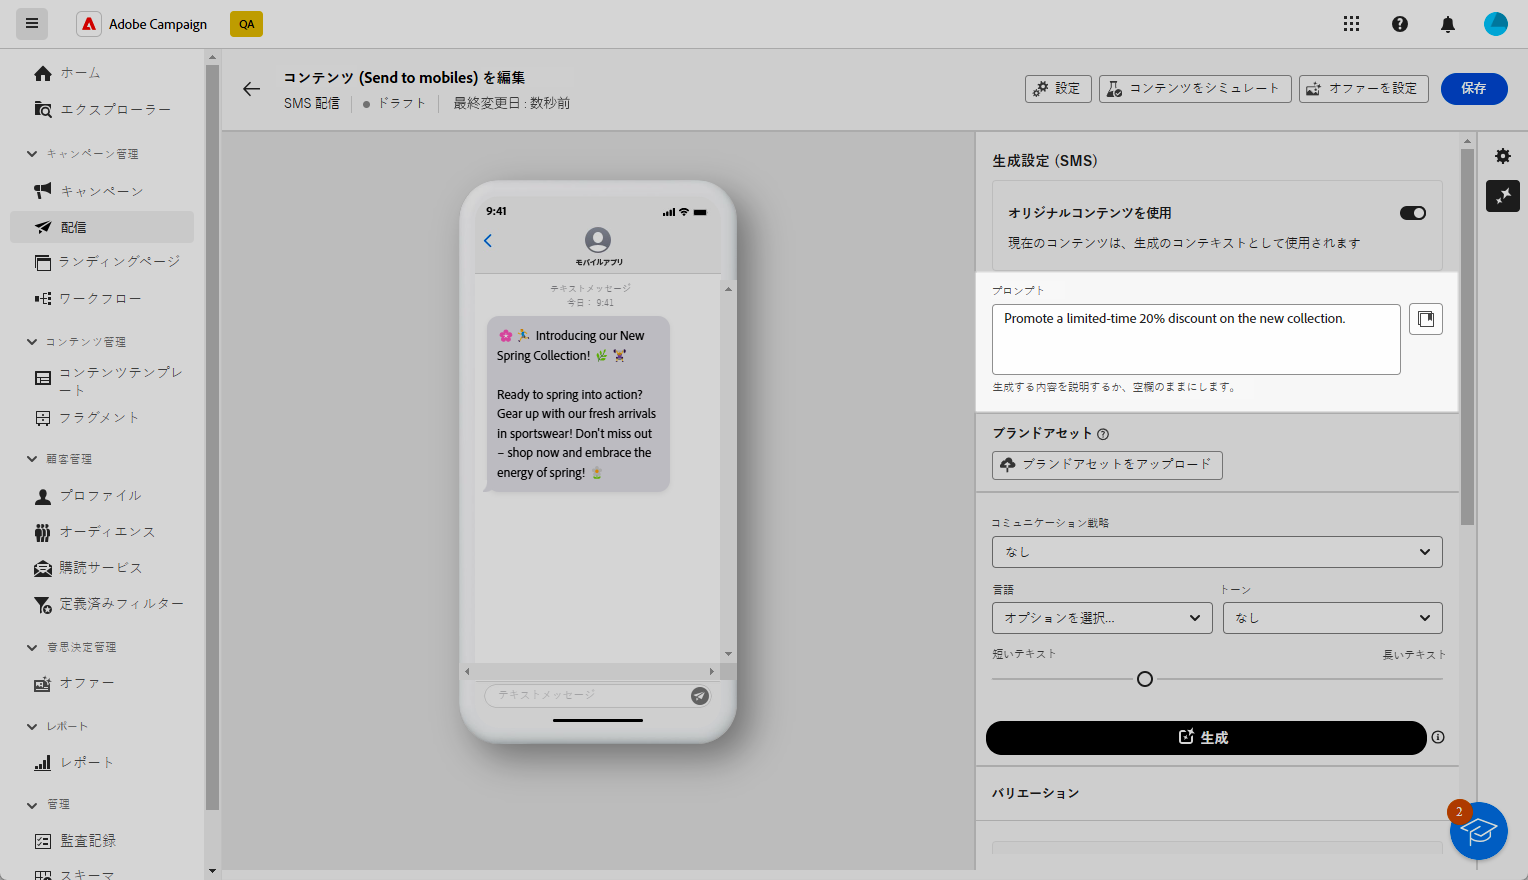 Adobe Campaign
QA
ホーム
エクスプローラー
キャンペーン管理
キャンペーン
配信
ランディングページ
ワークフロー
コンテンツ管理
コンテンツテンプレ
ート
フラグメント
顧客管理
プロファイル
オーディエンス
購読サービス
定義済みフィルター
意思決定管理
オファー
レポート
レポート
管理
監査記録
スキーマ
コンテンツ (Send to mobiles) を編集
SMS 配信
ドラフト
最終変更日 : 数秒前
設定
コンテンツをシミュレート
オファーを設定
保存
9:41
モバイルアプリ
テキストメッセージ
今日： 9:41
🌸 🏃 Introducing our New
Spring Collection! 🌿 🏋️
Ready to spring into action?
Gear up with our fresh arrivals
in sportswear! Don't miss out
– shop now and embrace the
energy of spring!
テキストメッセージ
生成設定 (SMS)
オリジナルコンテンツを使用
現在のコンテンツは、生成のコンテキストとして使用されます
プロンプト
Promote a limited-time 20% discount on the new collection.
生成する内容を説明するか、空欄のままにします。
ブランドアセット
ブランドアセットをアップロード
コミュニケーション戦略
なし
言語
トーン
オプションを選択...
なし
短いテキスト
長いテキスト
生成
バリエーション
2